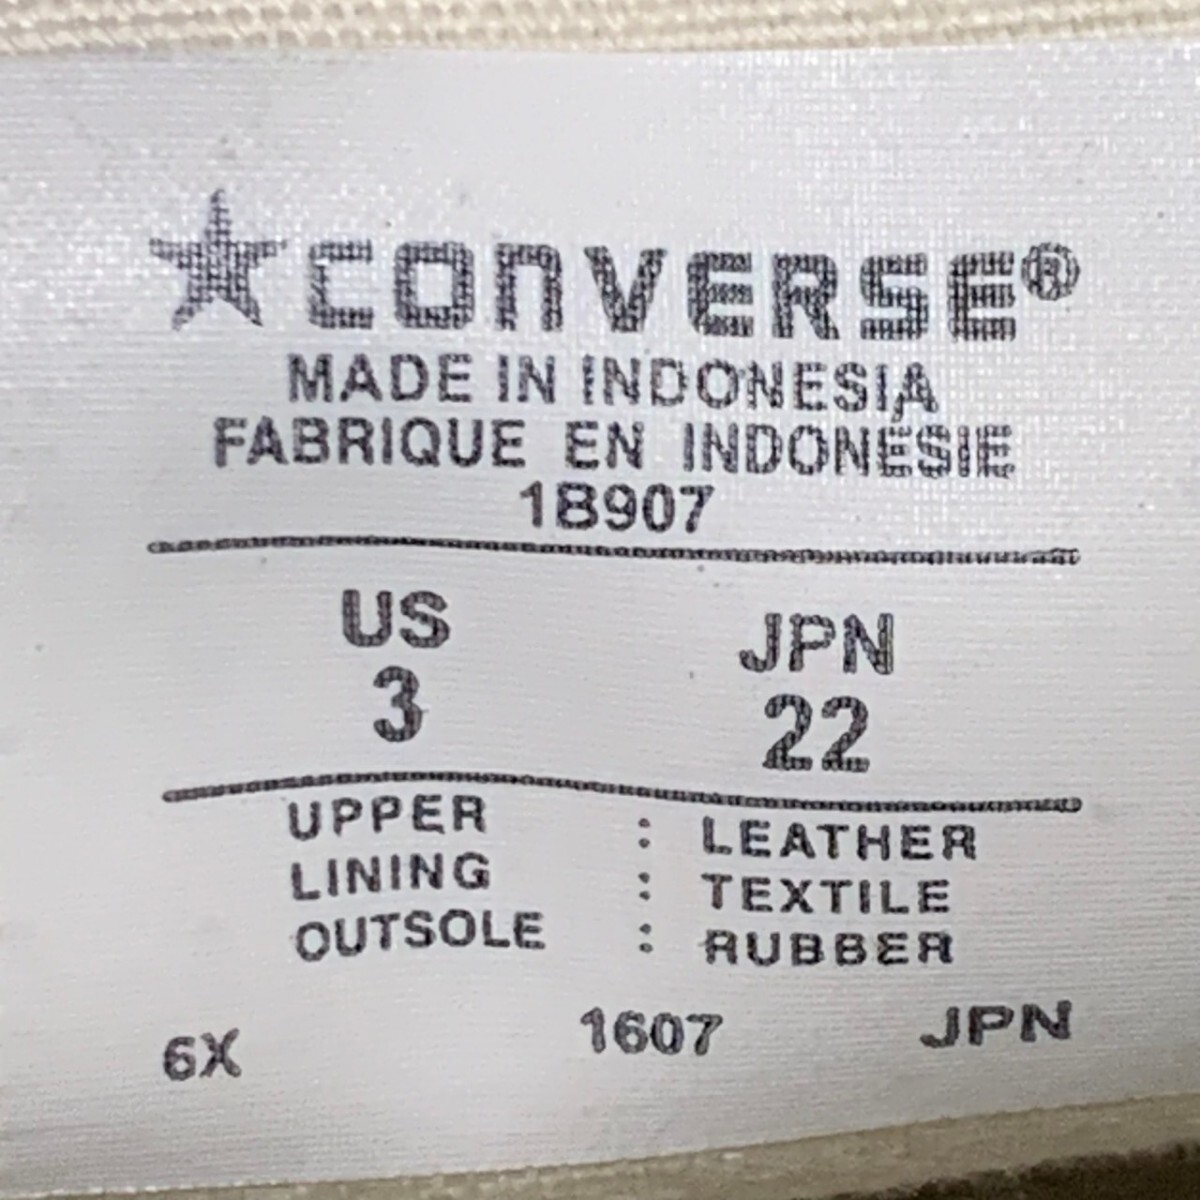 CONVERSE®
MADE IN INDONESIA
FABRIQUE EN INDONESIE
1B907
US JPN
3 22
UPPER : LEATHER
LINING : TEXTILE
OUTSOLE : RUBBER
6X 1607 JPN